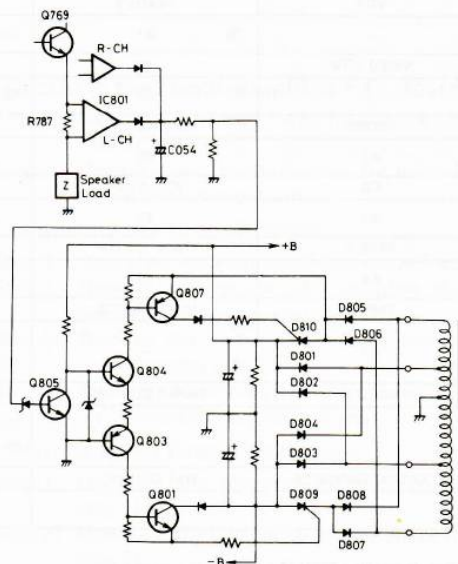 Q769
R-CH
IC801
R787
L-CH
C054
Z Speaker Load
+B
Q807
D805
D810
D806
D801
Q804
D802
Q805
D804
Q803
D803
Q801
D809
D808
D807
-B